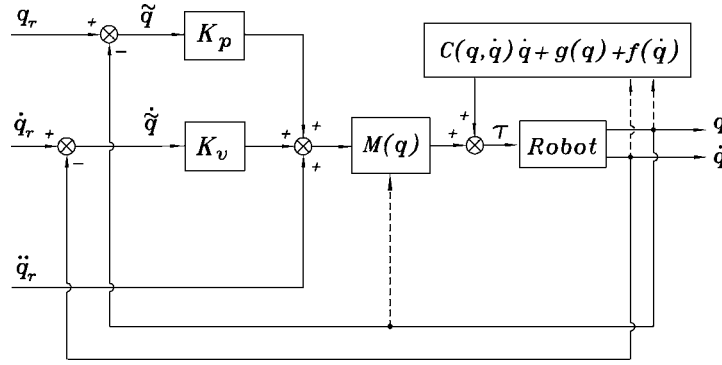 q_r + − q̃ K_p C(q,q̇)q̇+g(q)+f(q̇)
q̇_r + − q̃̇ K_v + + + M(q) + + τ Robot q
q̇
q̈_r